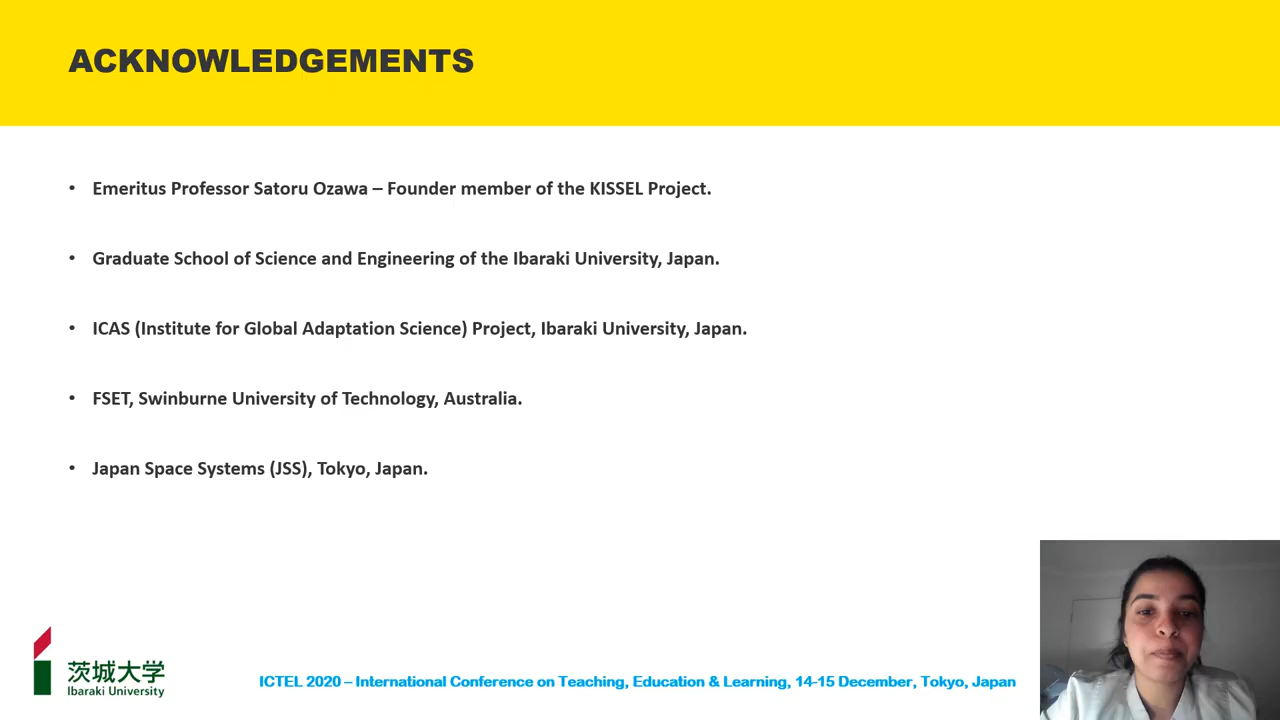 ACKNOWLEDGEMENTS
• Emeritus Professor Satoru Ozawa – Founder member of the KISSEL Project.
• Graduate School of Science and Engineering of the Ibaraki University, Japan.
• ICAS (Institute for Global Adaptation Science) Project, Ibaraki University, Japan.
• FSET, Swinburne University of Technology, Australia.
• Japan Space Systems (JSS), Tokyo, Japan.
茨城大学
Ibaraki University
ICTEL 2020 – International Conference on Teaching, Education & Learning, 14-15 December, Tokyo, Japan